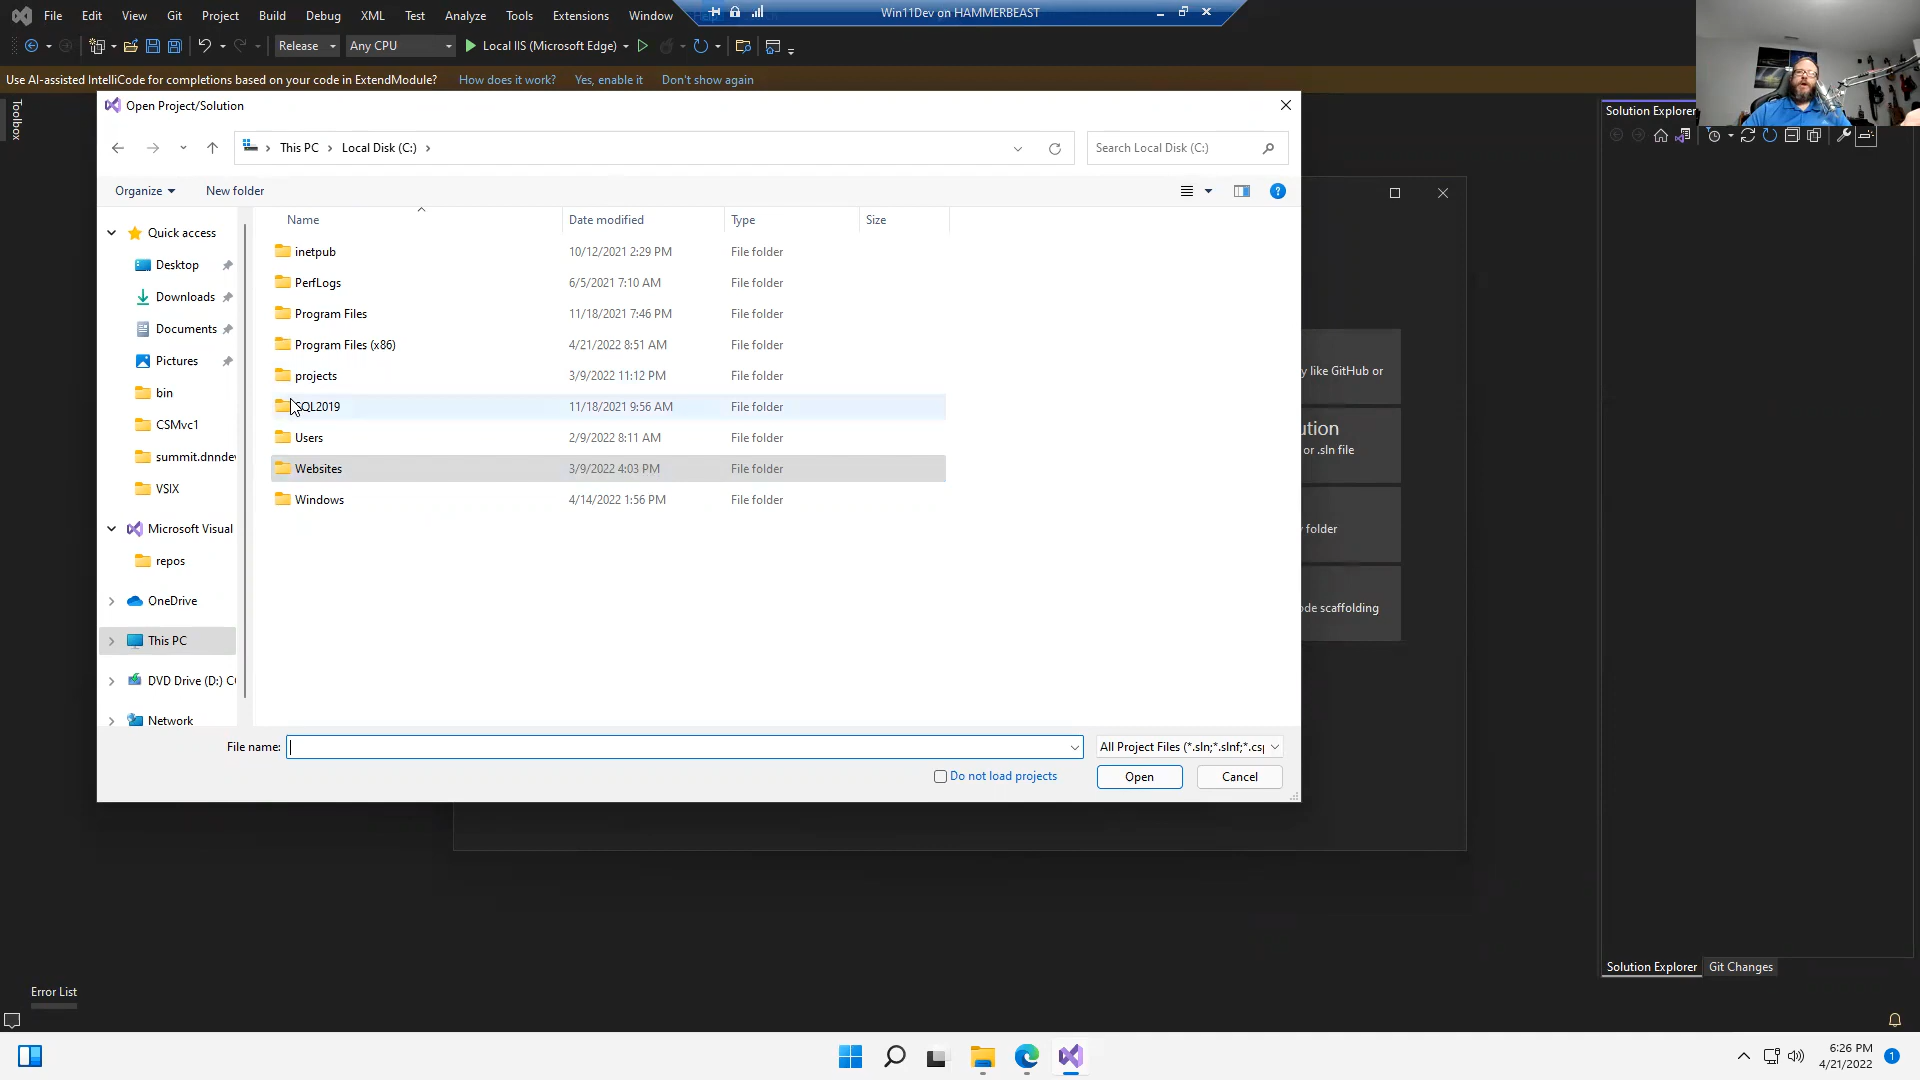 File Edit View Git Project Build Debug XML Test Analyze Tools Extensions Window
Win11Dev on HAMMERBEAST
Release Any CPU Local IIS (Microsoft Edge)
Use AI-assisted IntelliCode for completions based on your code in ExtendModule? How does it work? Yes, enable it Don't show again
Toolbox
Open Project/Solution
Solution Explorer
This PC Local Disk (C:)
Search Local Disk (C:)
Organize New folder
Name Date modified Type Size
Quick access
Desktop
Downloads
Documents
Pictures
bin
CSMvc1
summit.dnndev
VSIX
Microsoft Visual
repos
OneDrive
This PC
DVD Drive (D:) C
Network
inetpub 10/12/2021 2:29 PM File folder
PerfLogs 6/5/2021 7:10 AM File folder
Program Files 11/18/2021 7:46 PM File folder
Program Files (x86) 4/21/2022 8:51 AM File folder
projects 3/9/2022 11:12 PM File folder
SQL2019 11/18/2021 9:56 AM File folder
Users 2/9/2022 8:11 AM File folder
Websites 3/9/2022 4:03 PM File folder
Windows 4/14/2022 1:56 PM File folder
y like GitHub or
ution
or .sln file
folder
ode scaffolding
File name:
All Project Files (*.sln;*.slnf;*.csp
Do not load projects
Open Cancel
Solution Explorer Git Changes
Error List
6:26 PM
4/21/2022
1